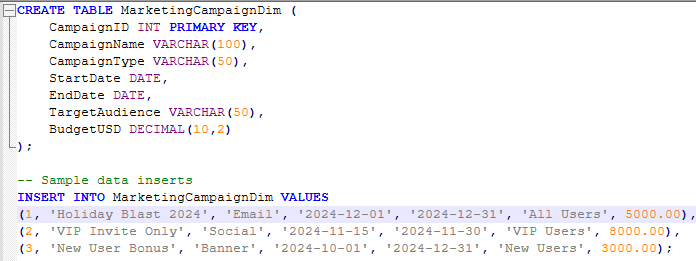 CREATE TABLE MarketingCampaignDim (
    CampaignID INT PRIMARY KEY,
    CampaignName VARCHAR(100),
    CampaignType VARCHAR(50),
    StartDate DATE,
    EndDate DATE,
    TargetAudience VARCHAR(50),
    BudgetUSD DECIMAL(10,2)
);

-- Sample data inserts
INSERT INTO MarketingCampaignDim VALUES
(1, 'Holiday Blast 2024', 'Email', '2024-12-01', '2024-12-31', 'All Users', 5000.00),
(2, 'VIP Invite Only', 'Social', '2024-11-15', '2024-11-30', 'VIP Users', 8000.00),
(3, 'New User Bonus', 'Banner', '2024-10-01', '2024-12-31', 'New Users', 3000.00);